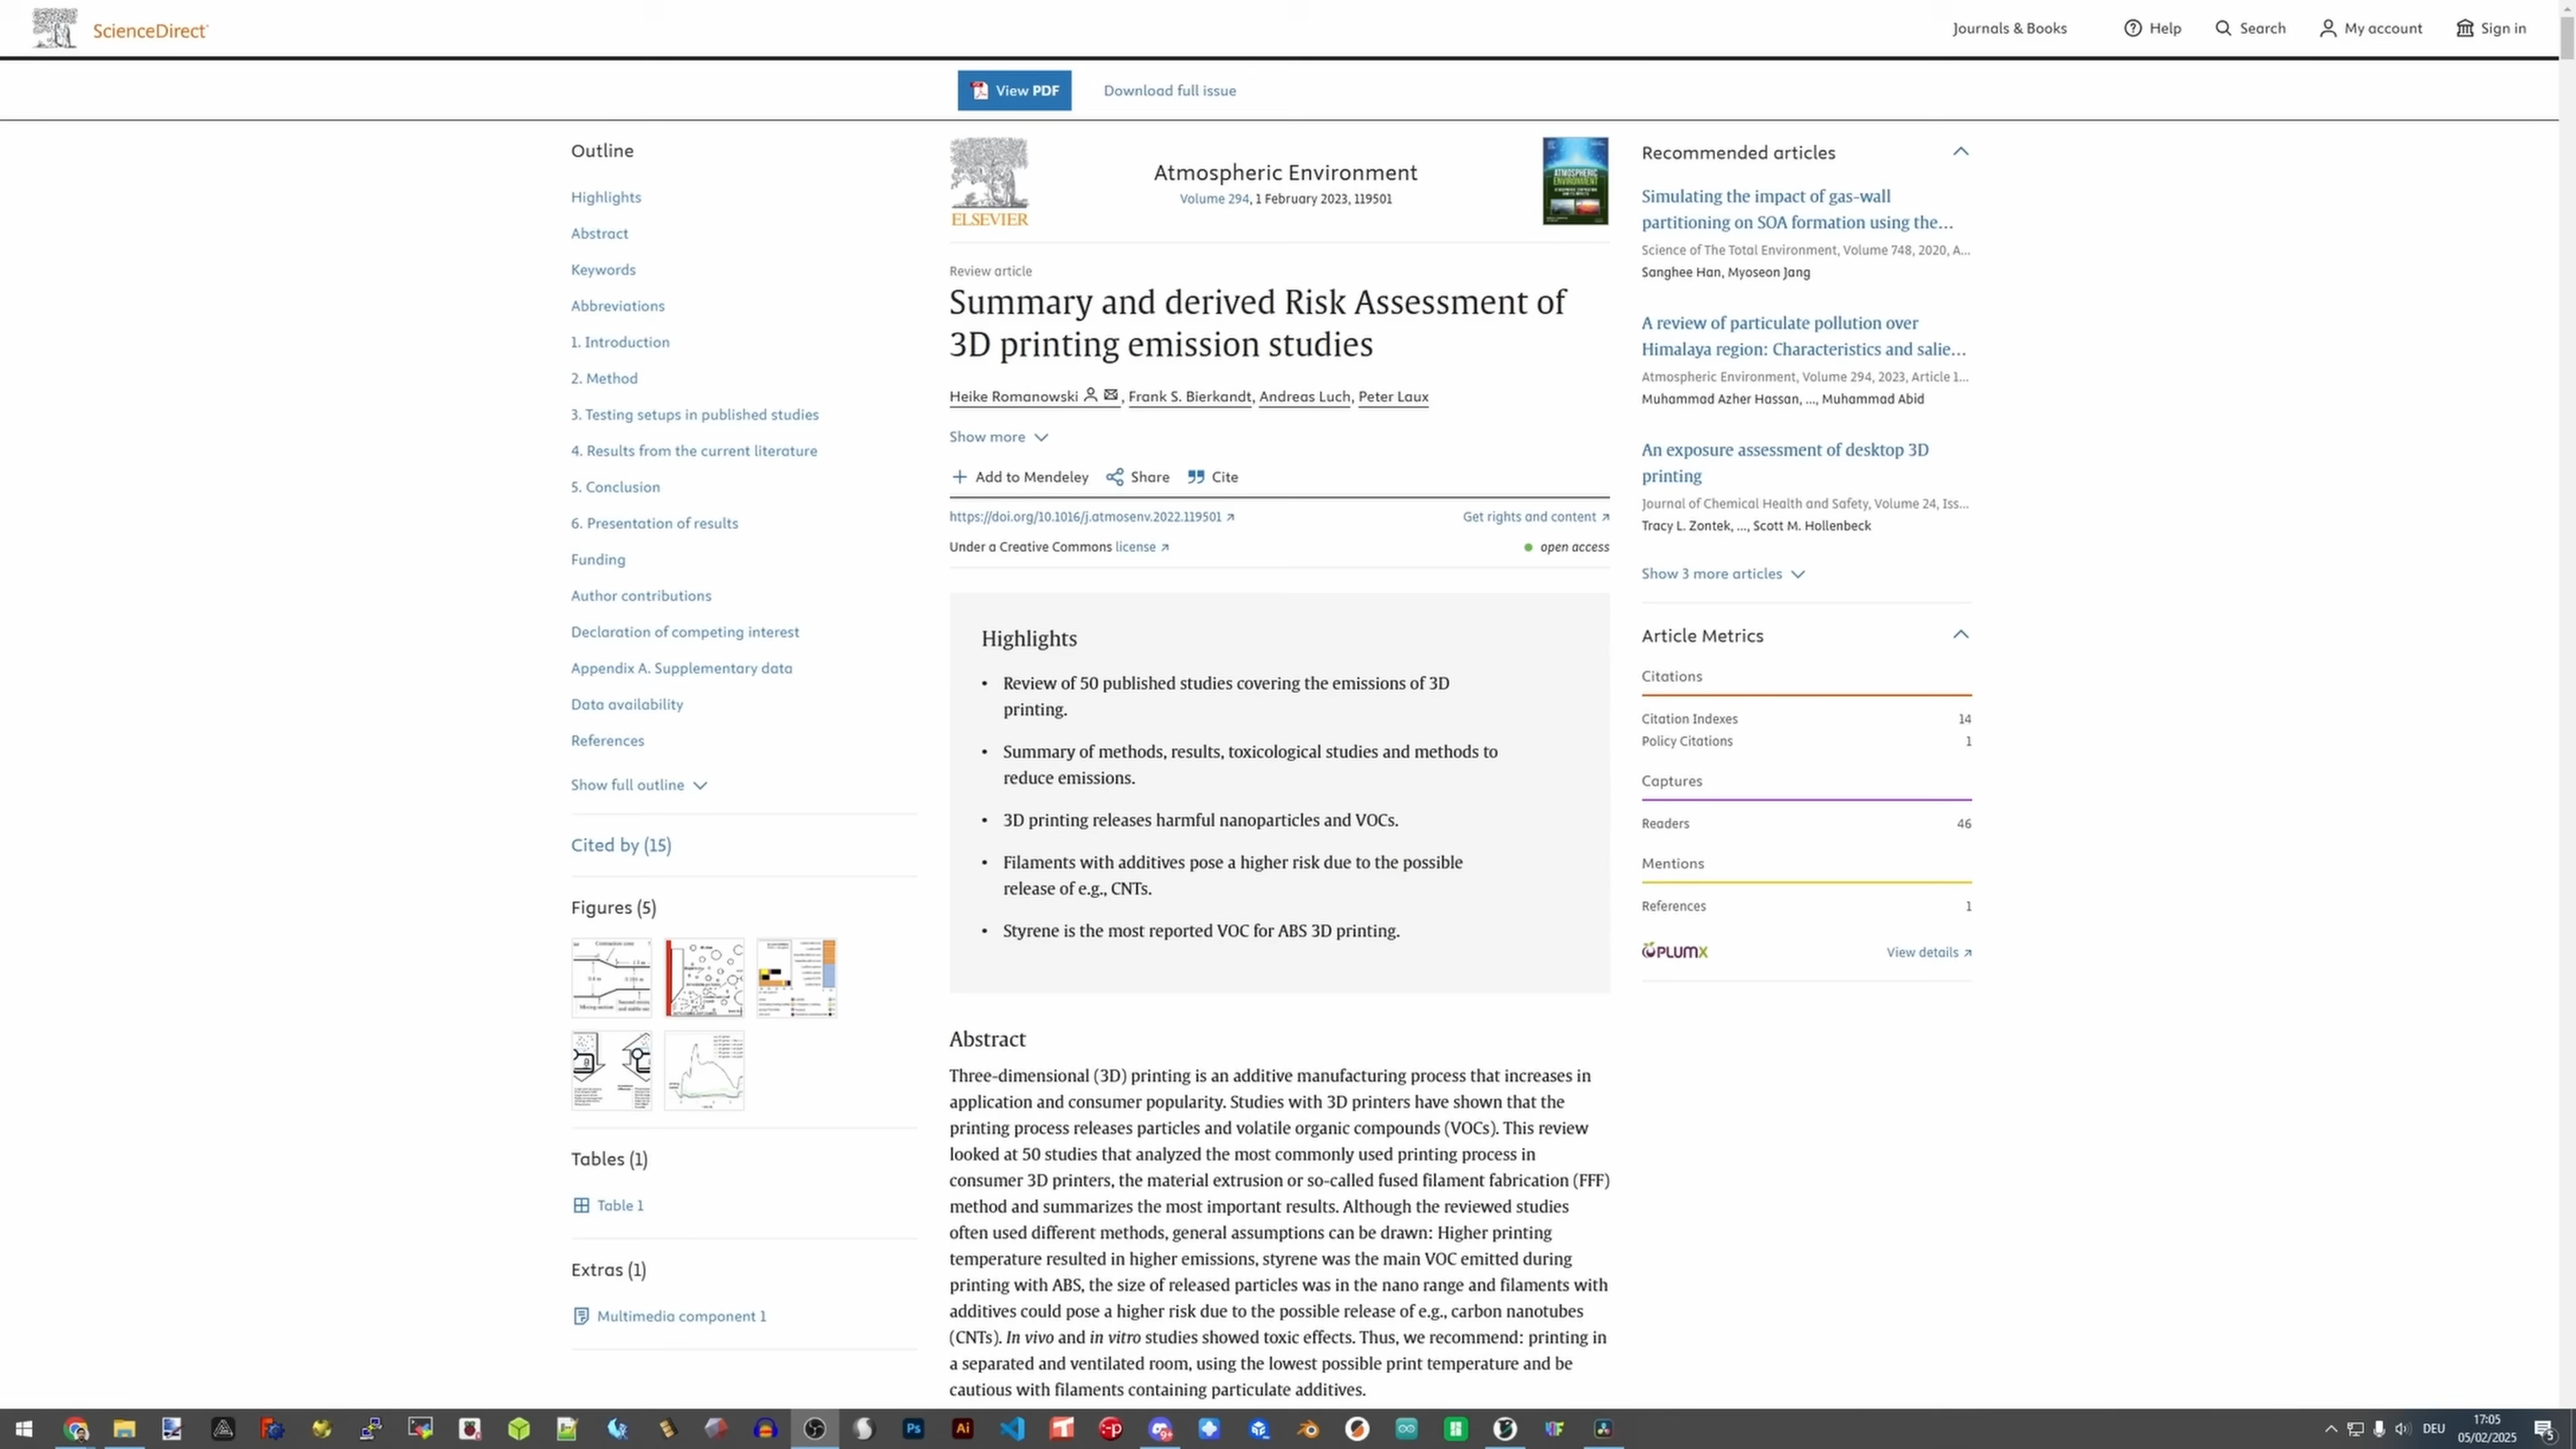 ScienceDirect
Journals & Books
Help
Search
My account
Sign in
View PDF
Download full issue
Outline
Highlights
Abstract
Keywords
Abbreviations
1. Introduction
2. Method
3. Testing setups in published studies
4. Results from the current literature
5. Conclusion
6. Presentation of results
Funding
Author contributions
Declaration of competing interest
Appendix A. Supplementary data
Data availability
References
Show full outline
Cited by (15)
Figures (5)
Tables (1)
Table 1
Extras (1)
Multimedia component 1
ELSEVIER
Atmospheric Environment
Volume 294, 1 February 2023, 119501
ATMOSPHERIC
ENVIRONMENT
Review article
Summary and derived Risk Assessment of
3D printing emission studies
Heike Romanowski, Frank S. Bierkandt, Andreas Luch, Peter Laux
Show more
Add to Mendeley
Share
Cite
https://doi.org/10.1016/j.atmosenv.2022.119501
Get rights and content
Under a Creative Commons license
open access
Highlights
• Review of 50 published studies covering the emissions of 3D
printing.
• Summary of methods, results, toxicological studies and methods to
reduce emissions.
• 3D printing releases harmful nanoparticles and VOCs.
• Filaments with additives pose a higher risk due to the possible
release of e.g., CNTs.
• Styrene is the most reported VOC for ABS 3D printing.
Abstract
Three-dimensional (3D) printing is an additive manufacturing process that increases in
application and consumer popularity. Studies with 3D printers have shown that the
printing process releases particles and volatile organic compounds (VOCs). This review
looked at 50 studies that analyzed the most commonly used printing process in
consumer 3D printers, the material extrusion or so-called fused filament fabrication (FFF)
method and summarizes the most important results. Although the reviewed studies
often used different methods, general assumptions can be drawn: Higher printing
temperature resulted in higher emissions, styrene was the main VOC emitted during
printing with ABS, the size of released particles was in the nano range and filaments with
additives could pose a higher risk due to the possible release of e.g., carbon nanotubes
(CNTs). In vivo and in vitro studies showed toxic effects. Thus, we recommend: printing in
a separated and ventilated room, using the lowest possible print temperature and be
cautious with filaments containing particulate additives.
Recommended articles
Simulating the impact of gas-wall
partitioning on SOA formation using the…
Science of The Total Environment, Volume 748, 2020, A…
Sanghee Han, Myoseon Jang
A review of particulate pollution over
Himalaya region: Characteristics and salie…
Atmospheric Environment, Volume 294, 2023, Article 1…
Muhammad Azher Hassan, …, Muhammad Abid
An exposure assessment of desktop 3D
printing
Journal of Chemical Health and Safety, Volume 24, Iss…
Tracy L. Zontek, …, Scott M. Hollenbeck
Show 3 more articles
Article Metrics
Citations
Citation Indexes 14
Policy Citations 1
Captures
Readers 46
Mentions
References 1
PLUMX
View details
Ps
Ai
9+
DEU
17:05
05/02/2025
5